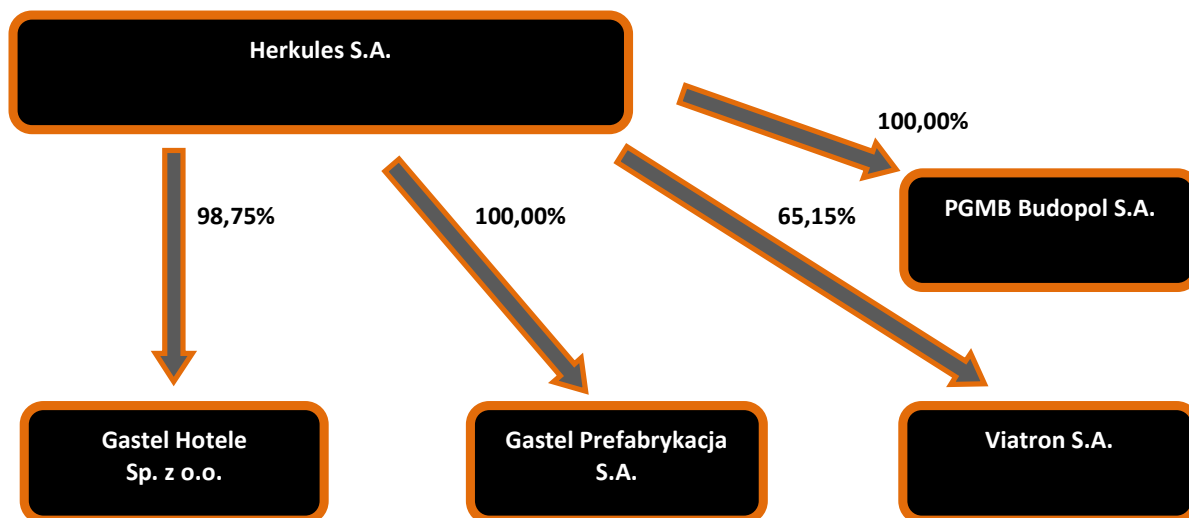 Herkules S.A.
100,00%
PGMB Budopol S.A.
98,75%
100,00%
65,15%
Gastel Hotele
Sp. z o.o.
Gastel Prefabrykacja
S.A.
Viatron S.A.